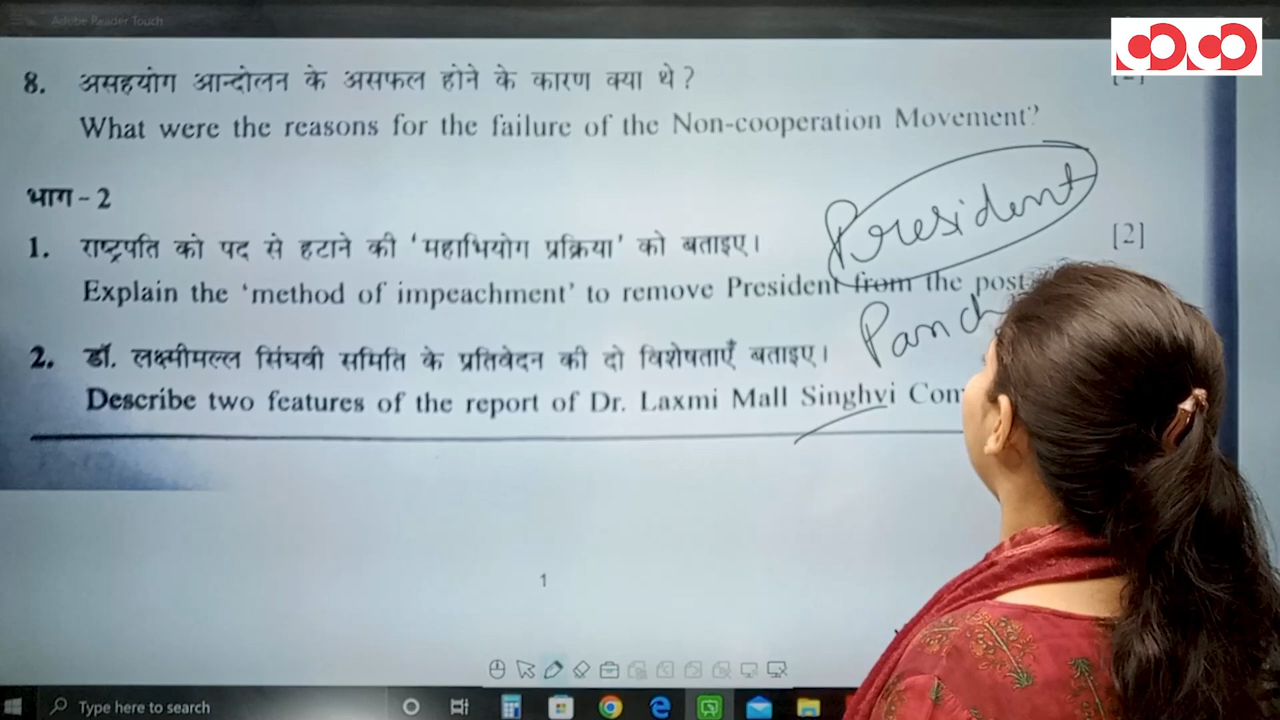 Adobe Reader Touch
8. असहयोग आन्दोलन के असफल होने के कारण क्या थे ?
What were the reasons for the failure of the Non-cooperation Movement?
भाग - 2
President
1. राष्ट्रपति को पद से हटाने की ‘महाभियोग प्रक्रिया’ को बताइए। [2]
Explain the ‘method of impeachment’ to remove President from the post
Panch
2. डॉ. लक्ष्मीमल्ल सिंघवी समिति के प्रतिवेदन की दो विशेषताएँ बताइए।
Describe two features of the report of Dr. Laxmi Mall Singhvi Com
1
Type here to search